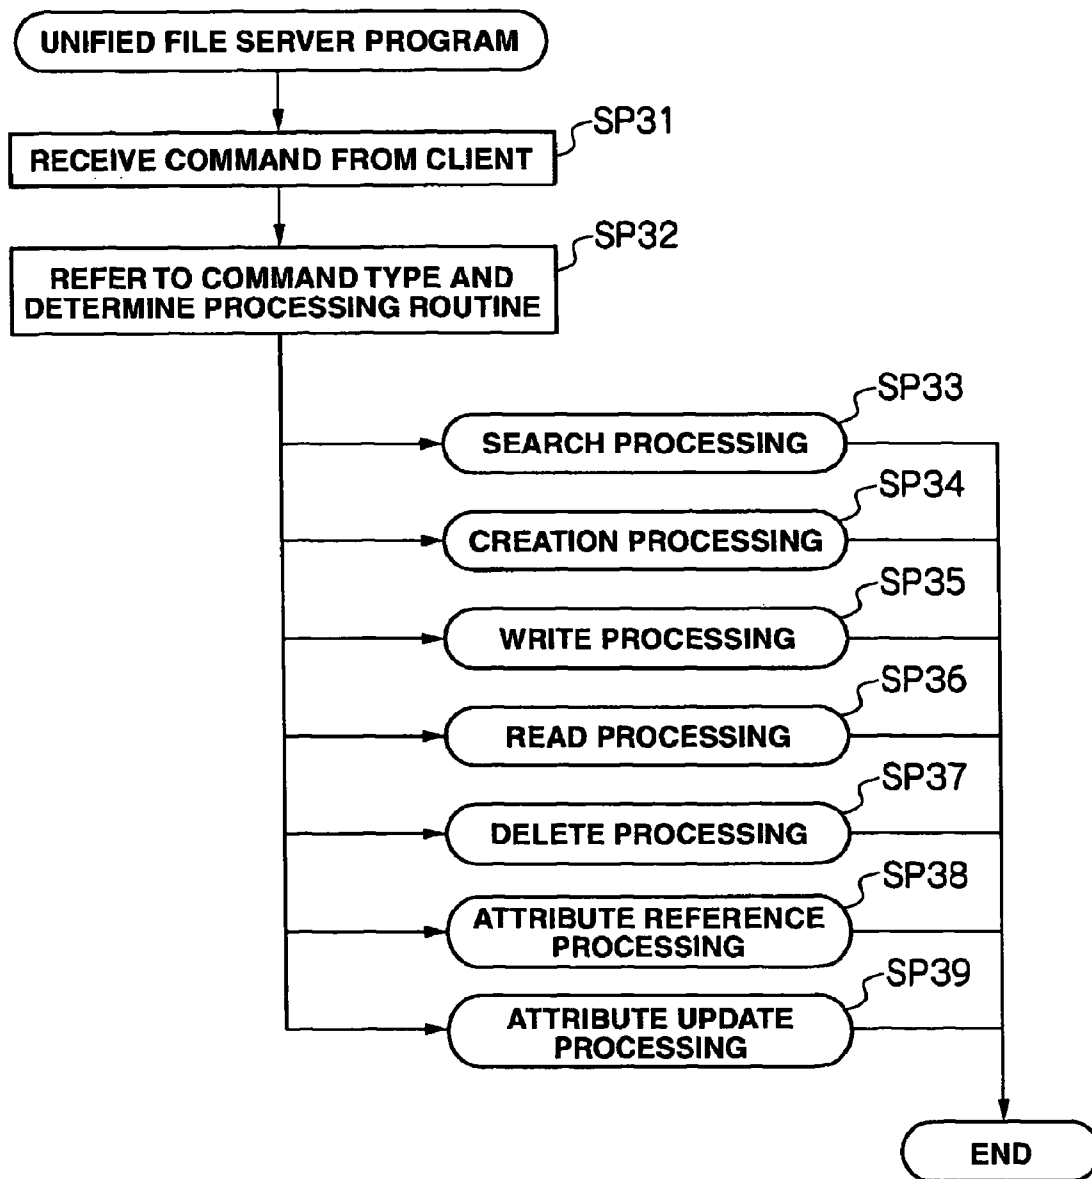 UNIFIED FILE SERVER PROGRAM
SP31
RECEIVE COMMAND FROM CLIENT
SP32
REFER TO COMMAND TYPE AND
DETERMINE PROCESSING ROUTINE
SP33
SEARCH PROCESSING
SP34
CREATION PROCESSING
SP35
WRITE PROCESSING
SP36
READ PROCESSING
SP37
DELETE PROCESSING
SP38
ATTRIBUTE REFERENCE
PROCESSING
SP39
ATTRIBUTE UPDATE
PROCESSING
END